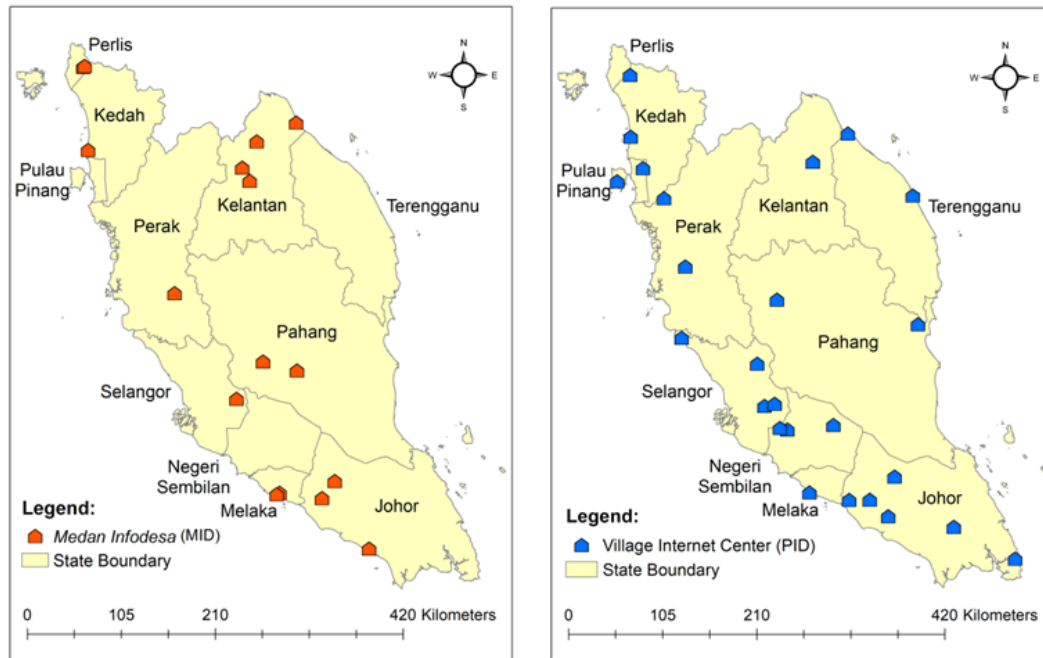 Perlis
N
W E
S
Kedah
Pulau
Pinang
Kelantan
Terengganu
Perak
Pahang
Selangor
Negeri
Sembilan
Melaka
Johor
Legend:
Medan Infodesa (MID)
State Boundary
0 105 210 420 Kilometers
Perlis
N
W E
S
Kedah
Pulau
Pinang
Kelantan
Terengganu
Perak
Pahang
Selangor
Negeri
Sembilan
Melaka
Johor
Legend:
Village Internet Center (PID)
State Boundary
0 105 210 420 Kilometers